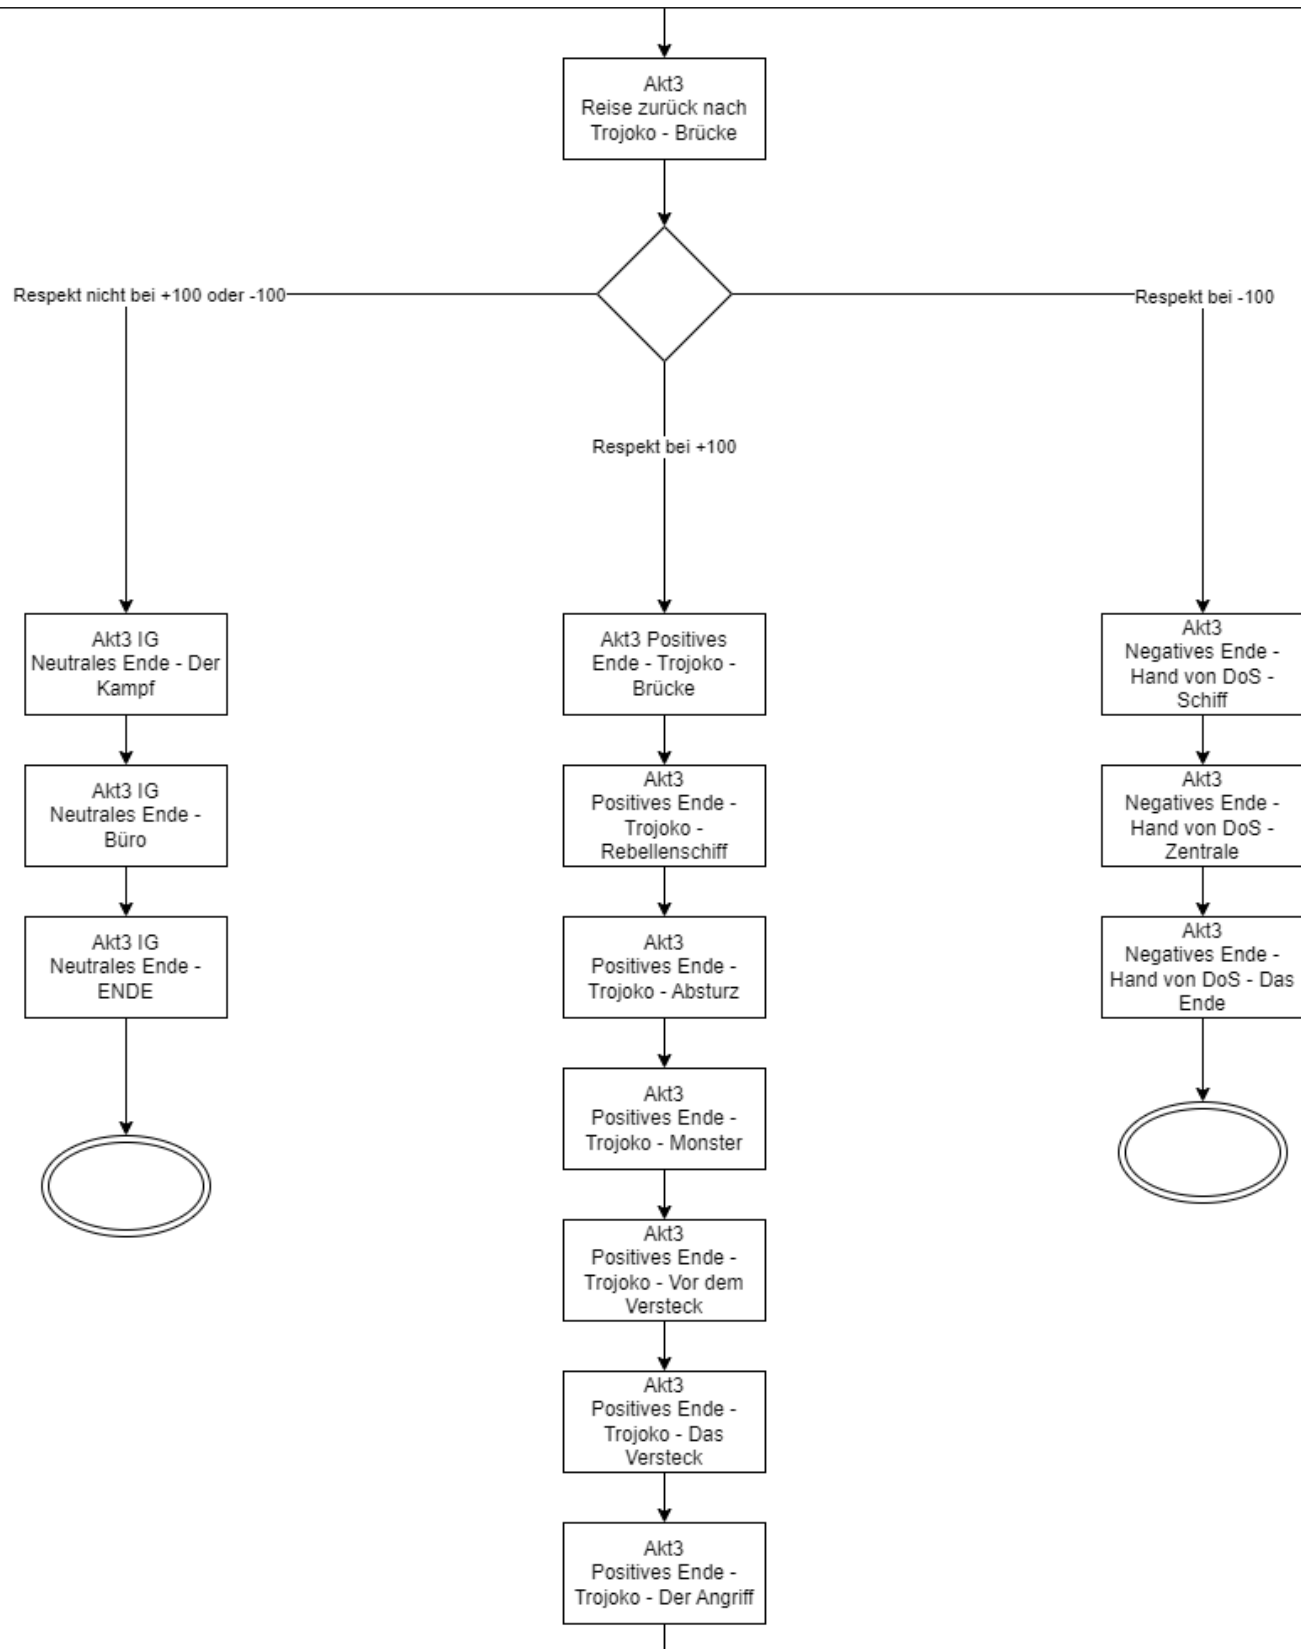 Akt3
Reise zurück nach
Trojoko - Brücke
Respekt nicht bei +100 oder -100
Respekt bei -100
Respekt bei +100
Akt3 IG
Neutrales Ende - Der
Kampf
Akt3 Positives
Ende - Trojoko -
Brücke
Akt3
Negatives Ende -
Hand von DoS -
Schiff
Akt3 IG
Neutrales Ende -
Büro
Akt3
Positives Ende -
Trojoko -
Rebellenschiff
Akt3
Negatives Ende -
Hand von DoS -
Zentrale
Akt3 IG
Neutrales Ende -
ENDE
Akt3
Positives Ende -
Trojoko - Absturz
Akt3
Negatives Ende -
Hand von DoS - Das
Ende
Akt3
Positives Ende -
Trojoko - Monster
Akt3
Positives Ende -
Trojoko - Vor dem
Versteck
Akt3
Positives Ende -
Trojoko - Das
Versteck
Akt3
Positives Ende -
Trojoko - Der Angriff